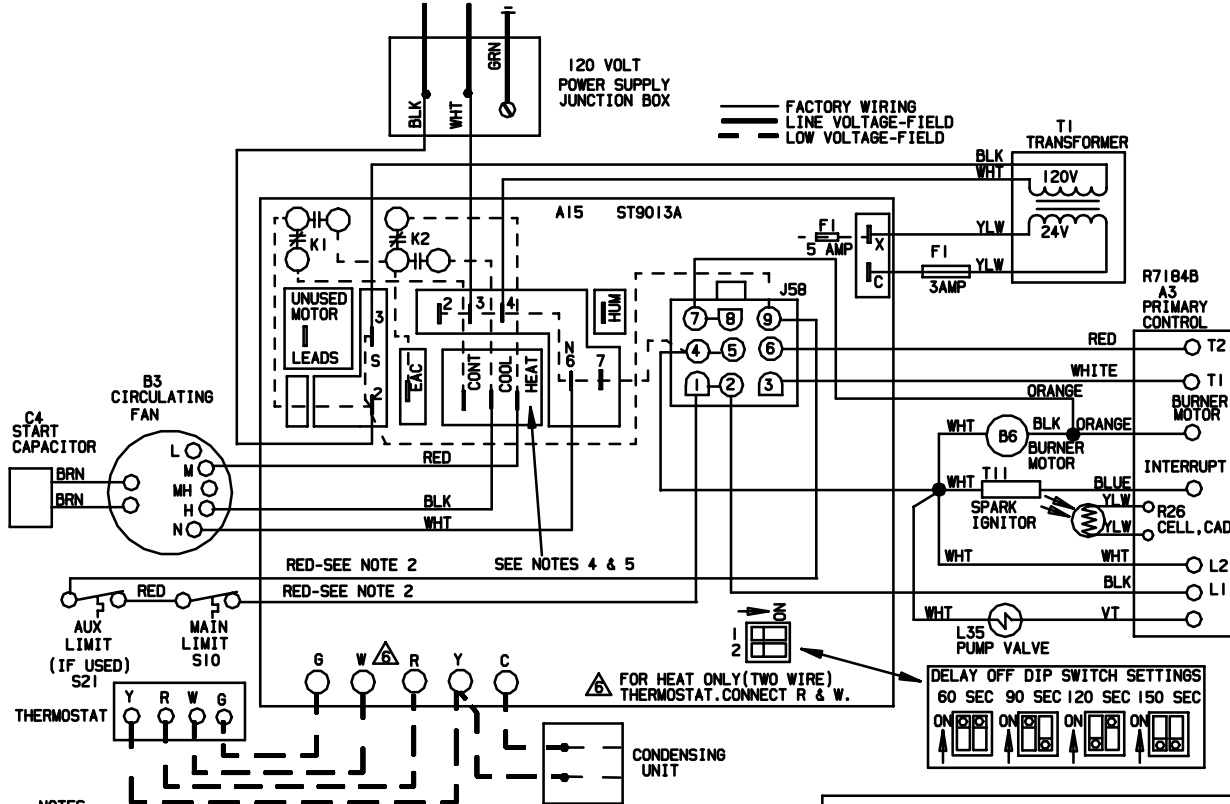 120 VOLT
POWER SUPPLY
JUNCTION BOX
GRN
BLK
WHT
FACTORY WIRING
LINE VOLTAGE-FIELD
LOW VOLTAGE-FIELD
T1
TRANSFORMER
BLK
WHT
120V
24V
YLW
YLW
A15 ST9013A
F1
5 AMP
X
C
F1
3AMP
K1
K2
UNUSED
MOTOR
LEADS
3
S
2
EAC
2 3 4
HUM
CONT
COOL
HEAT
N
6
7
J58
7 8 9
4 5 6
1 2 3
R7184B
A3
PRIMARY
CONTROL
RED
T2
WHITE
T1
ORANGE
BURNER
MOTOR
WHT
B6
BLK
ORANGE
BURNER
MOTOR
INTERRUPT
WHT
T11
BLUE
SPARK
IGNITOR
YLW
YLW
R26
CELL,CAD
WHT
WHT
L2
BLK
L1
WHT
L35
PUMP VALVE
VT
B3
CIRCULATING
FAN
C4
START
CAPACITOR
BRN
BRN
L
M
MH
H
N
RED
BLK
WHT
RED-SEE NOTE 2
SEE NOTES 4 & 5
RED
RED-SEE NOTE 2
AUX
LIMIT
(IF USED)
S21
MAIN
LIMIT
S10
ON
1
2
G W 6 R Y C
6 FOR HEAT ONLY(TWO WIRE)
THERMOSTAT.CONNECT R & W.
DELAY OFF DIP SWITCH SETTINGS
60 SEC 90 SEC 120 SEC 150 SEC
ON ON ON ON
THERMOSTAT
Y R W G
CONDENSING
UNIT
NOTES